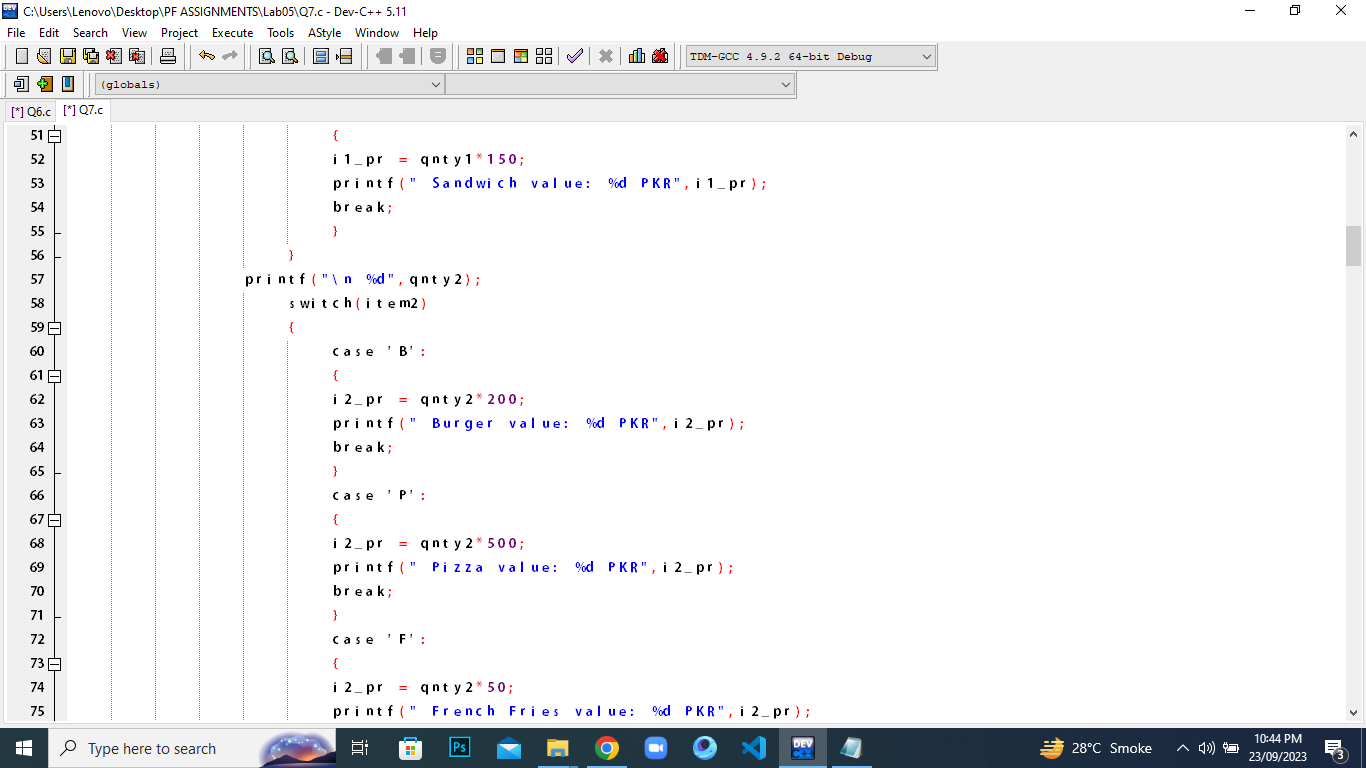 C:\Users\Lenovo\Desktop\PF ASSIGNMENTS\Lab05\Q7.c - Dev-C++ 5.11
File Edit Search View Project Execute Tools AStyle Window Help
TDM-GCC 4.9.2 64-bit Debug
(globals)
[*] Q6.c [*] Q7.c
51 {
52 i1_pr = qnty1*150;
53 printf(" Sandwich value: %d PKR",i1_pr);
54 break;
55 }
56 }
57 printf("\n %d",qnty2);
58 switch(item2)
59 {
60 case 'B':
61 {
62 i2_pr = qnty2*200;
63 printf(" Burger value: %d PKR",i2_pr);
64 break;
65 }
66 case 'P':
67 {
68 i2_pr = qnty2*500;
69 printf(" Pizza value: %d PKR",i2_pr);
70 break;
71 }
72 case 'F':
73 {
74 i2_pr = qnty2*50;
75 printf(" French Fries value: %d PKR",i2_pr);
Type here to search
Ps
DEV
28°C Smoke
10:44 PM
23/09/2023
3